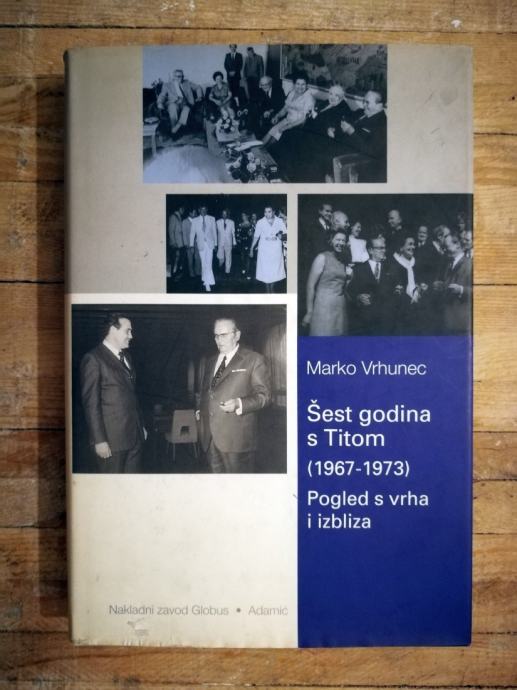 Marko Vrhunec
Šest godina
s Titom
(1967-1973)
Pogled s vrha
i izbliza
Nakladni zavod Globus • Adamić